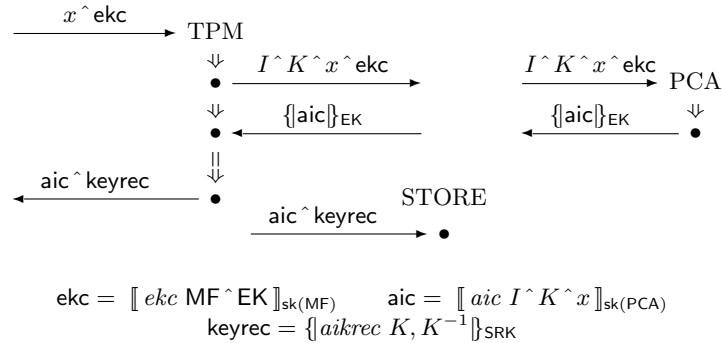 x ˆ ekc TPM
I ˆ K ˆ x ˆ ekc I ˆ K ˆ x ˆ ekc PCA
{|aic|}EK {|aic|}EK
aic ˆ keyrec STORE
aic ˆ keyrec
ekc = [[ ekc MF ˆ EK ]]sk(MF) aic = [[ aic I ˆ K ˆ x ]]sk(PCA)
keyrec = {|aikrec K, K⁻¹|}SRK